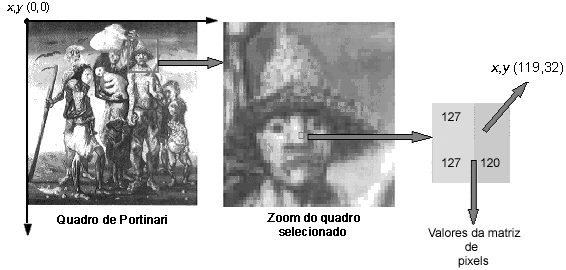 x,y (0,0)
x,y (119,32)
127
127 120
Quadro de Portinari
Zoom do quadro
selecionado
Valores da matriz
de
pixels